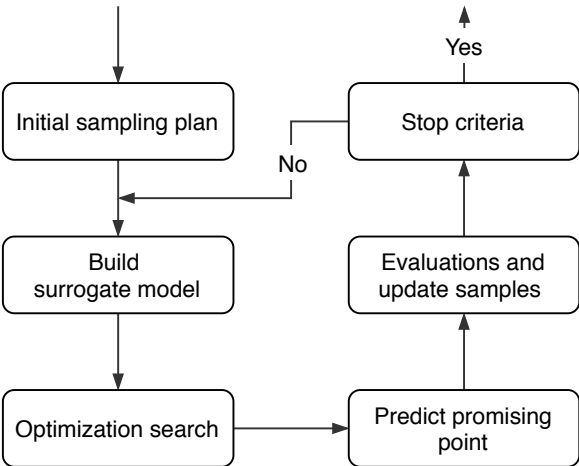 Yes
Initial sampling plan
Stop criteria
No
Build
surrogate model
Evaluations and
update samples
Optimization search
Predict promising
point